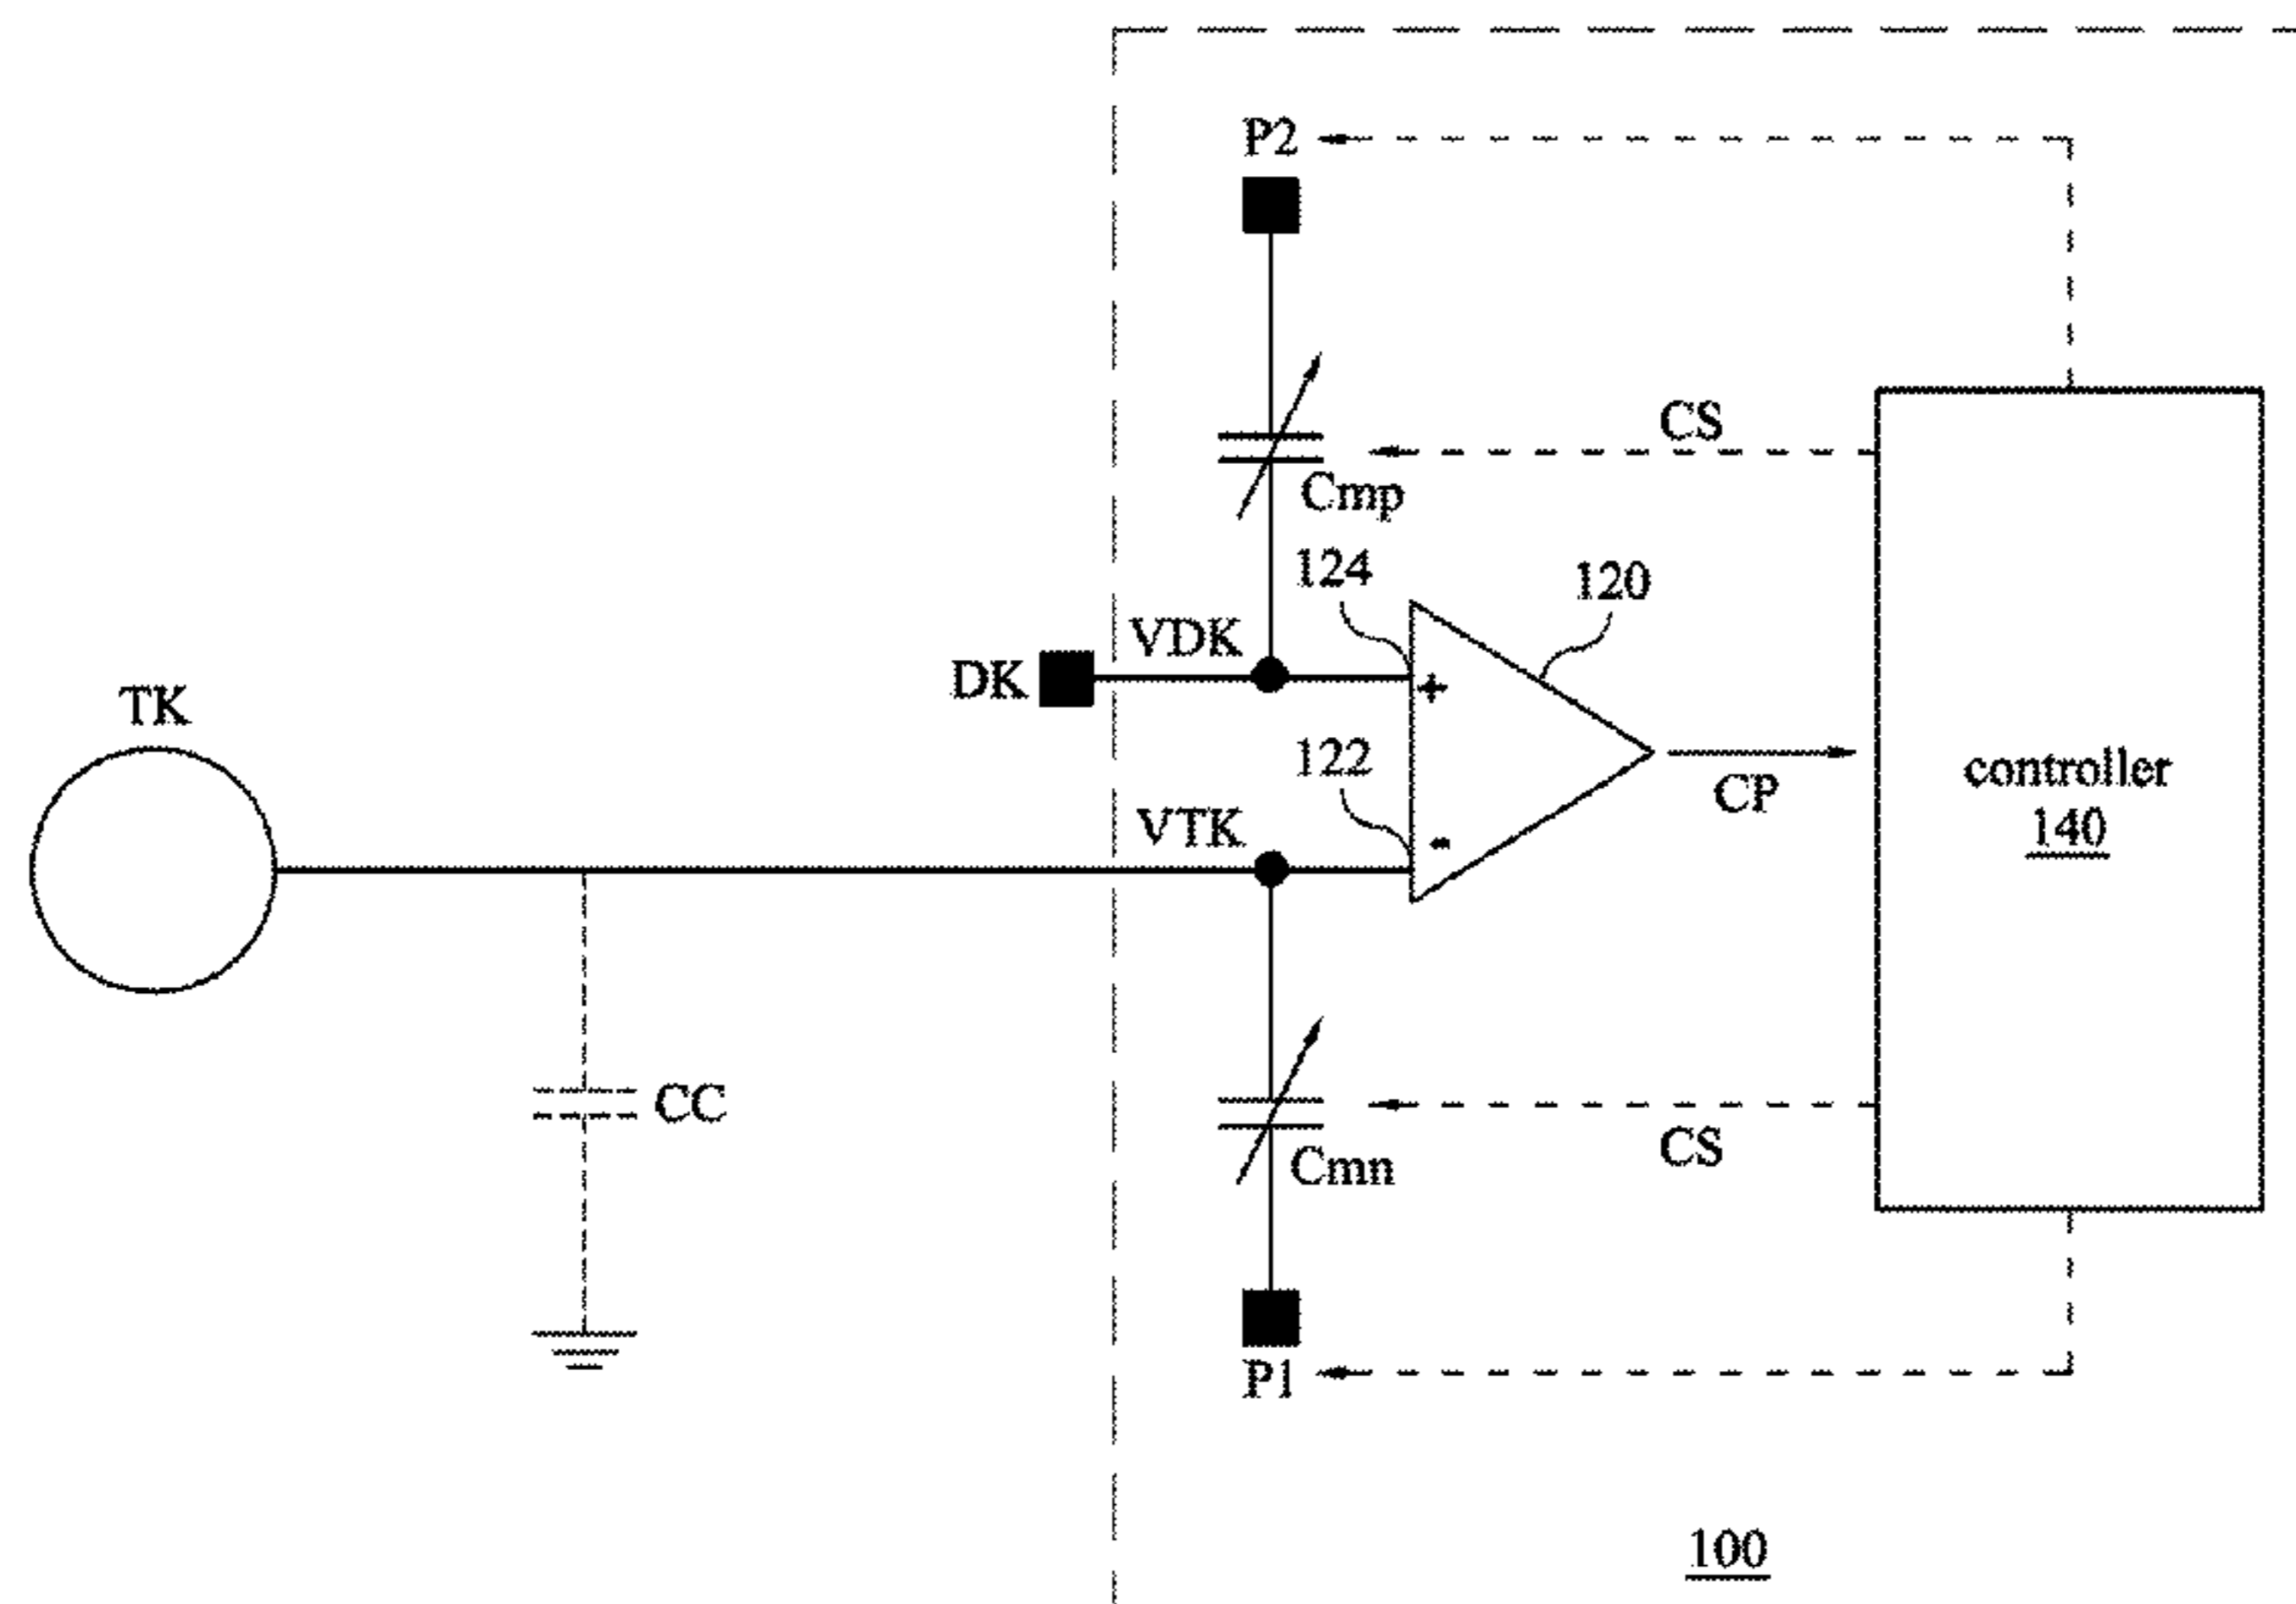 P2
CS
Cmp
124
120
VDK
DK
+
TK
122
VTK
-
CP
controller
140
CC
CS
Cmn
P1
100